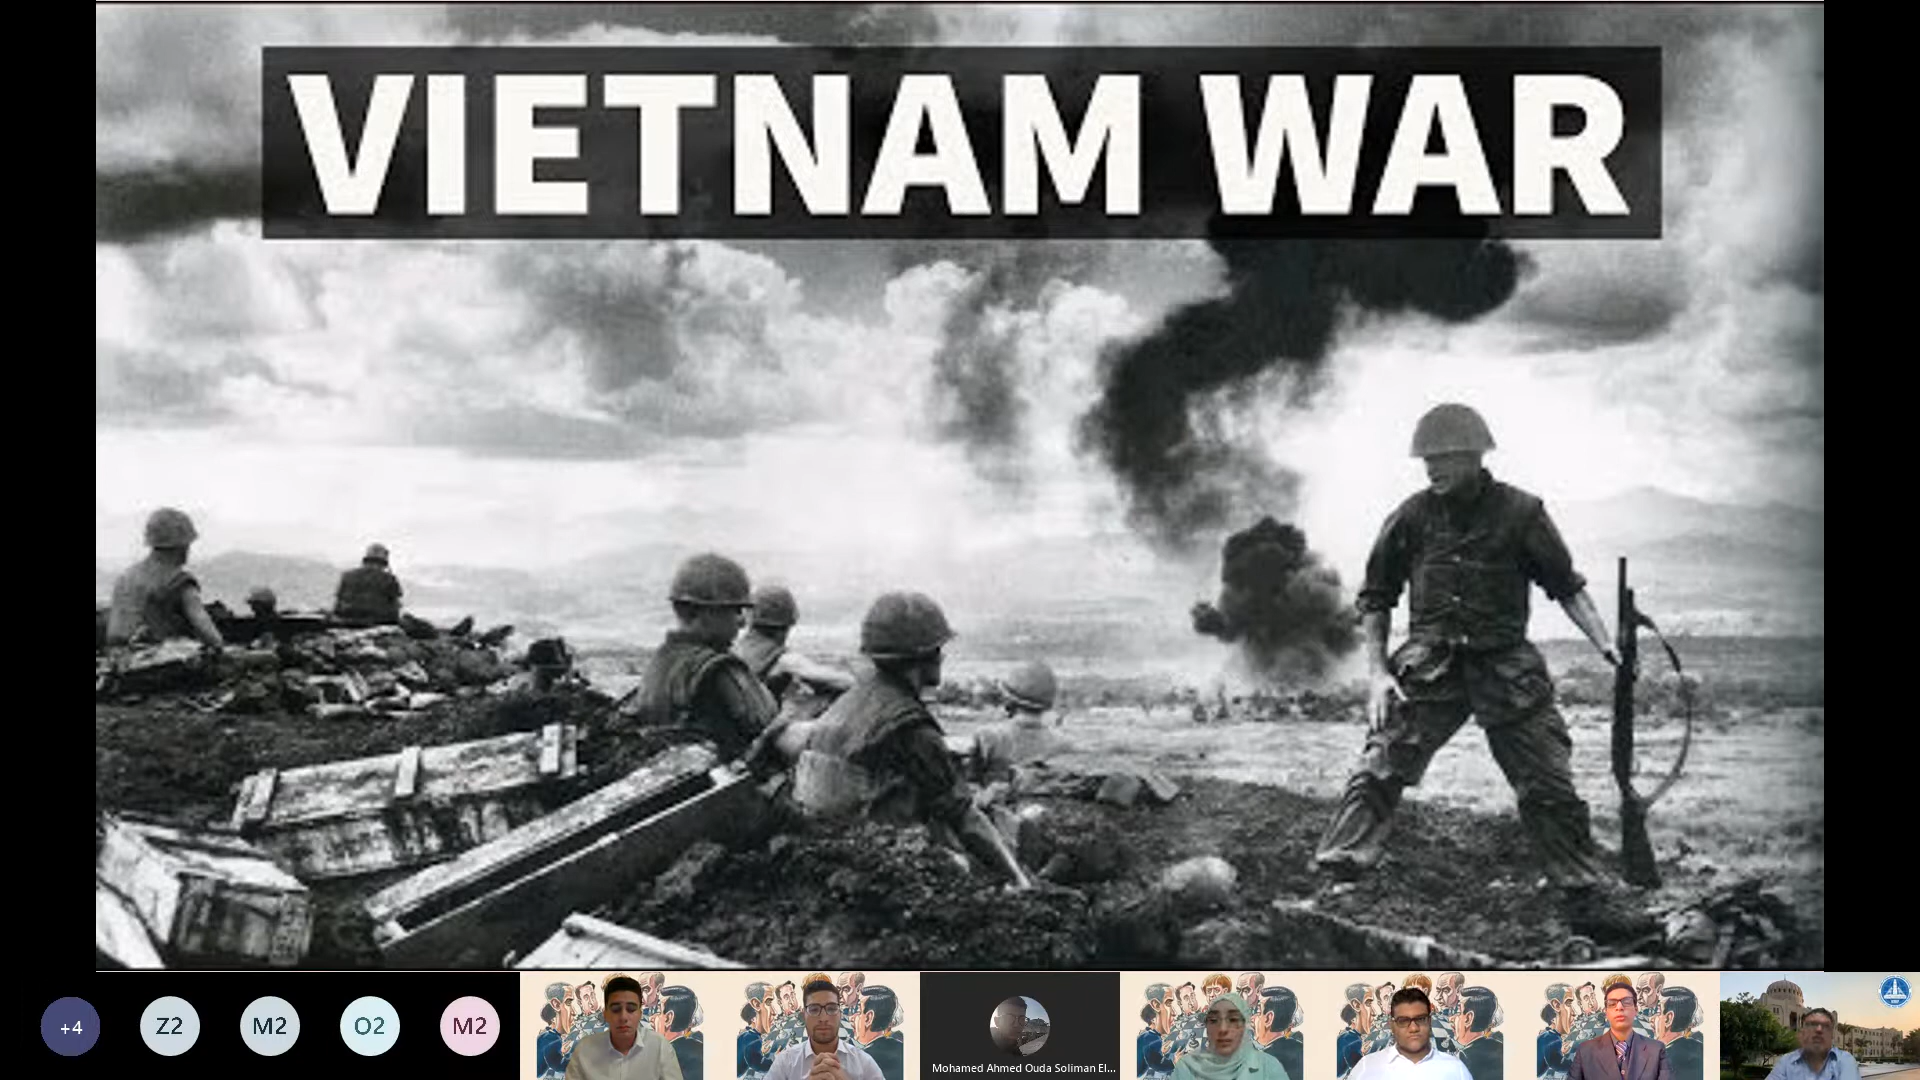 VIETNAM WAR
+4
Z2
M2
O2
M2
Mohamed Ahmed Ouda Soliman El...